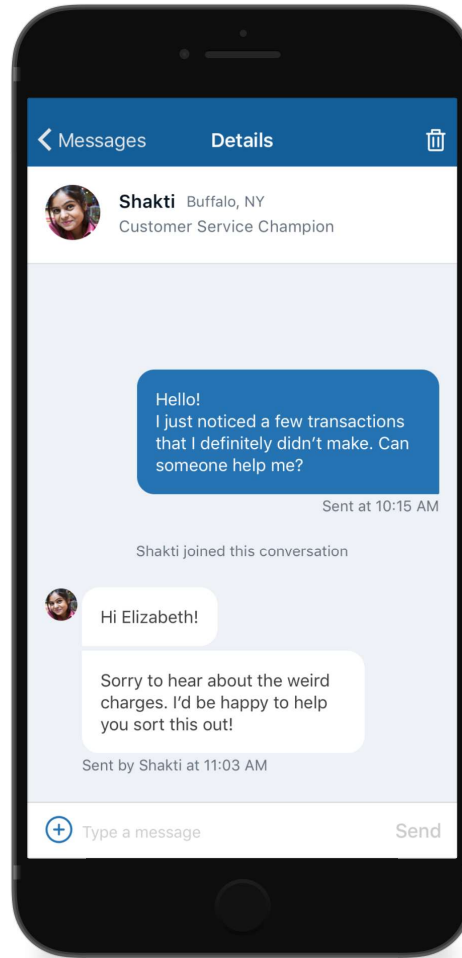 Messages Details
Shakti Buffalo, NY
Customer Service Champion
Hello!
I just noticed a few transactions
that I definitely didn’t make. Can
someone help me?
Sent at 10:15 AM
Shakti joined this conversation
Hi Elizabeth!
Sorry to hear about the weird
charges. I’d be happy to help
you sort this out!
Sent by Shakti at 11:03 AM
Type a message Send